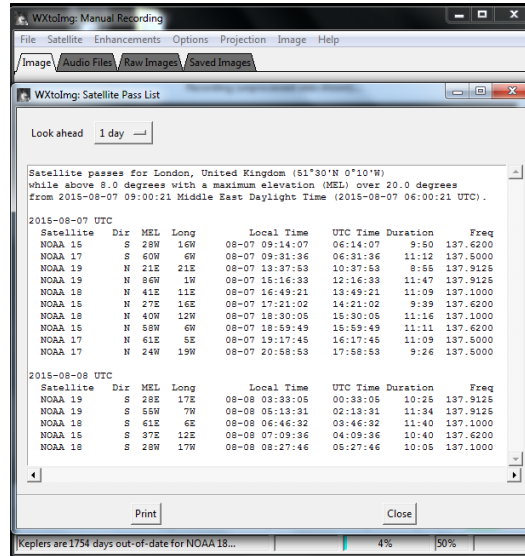 WXtoImg: Manual Recording
File Satellite Enhancements Options Projection Image Help
Image Audio Files Raw Images Saved Images
WXtoImg: Satellite Pass List
Look ahead 1 day
Satellite passes for London, United Kingdom (51°30'N 0°10'W)
while above 8.0 degrees with a maximum elevation (MEL) over 20.0 degrees
from 2015-08-07 09:00:21 Middle East Daylight Time (2015-08-07 06:00:21 UTC).
2015-08-07 UTC
Satellite Dir MEL Long Local Time UTC Time Duration Freq
NOAA 15 S 28W 16W 08-07 09:14:07 06:14:07 9:50 137.6200
NOAA 17 S 60W 6W 08-07 09:31:36 06:31:36 11:12 137.5000
NOAA 19 N 21E 21E 08-07 13:37:53 10:37:53 8:55 137.9125
NOAA 19 N 86W 1W 08-07 15:16:33 12:16:33 11:47 137.9125
NOAA 18 N 41E 11E 08-07 16:49:21 13:49:21 11:09 137.1000
NOAA 15 N 27E 16E 08-07 17:21:02 14:21:02 9:39 137.6200
NOAA 18 N 40W 12W 08-07 18:30:05 15:30:05 11:16 137.1000
NOAA 15 N 58W 6W 08-07 18:59:49 15:59:49 11:11 137.6200
NOAA 17 N 61E 5E 08-07 19:17:45 16:17:45 11:09 137.5000
NOAA 17 N 24W 19W 08-07 20:58:53 17:58:53 9:26 137.5000
2015-08-08 UTC
Satellite Dir MEL Long Local Time UTC Time Duration Freq
NOAA 19 S 28E 17E 08-08 03:33:05 00:33:05 10:25 137.9125
NOAA 19 S 55W 7W 08-08 05:13:31 02:13:31 11:34 137.9125
NOAA 18 S 61E 6E 08-08 06:46:32 03:46:32 11:40 137.1000
NOAA 15 S 37E 12E 08-08 07:09:36 04:09:36 10:40 137.6200
NOAA 18 S 28W 17W 08-08 08:27:46 05:27:46 10:05 137.1000
Print Close
Keplers are 1754 days out-of-date for NOAA 18... 4% 50%